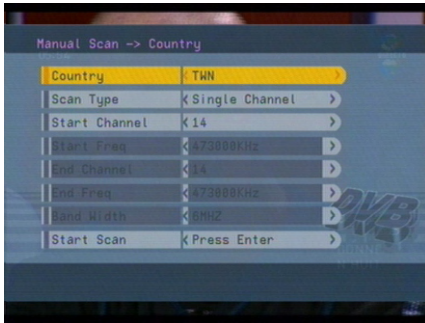 Manual Scan -> Country
Country < TWN >
Scan Type < Single Channel >
Start Channel < 14 >
Start Freq < 473000KHz >
End Channel < 14 >
End Freq < 473000KHz >
Band Width < 6MHZ >
Start Scan < Press Enter >
DVB